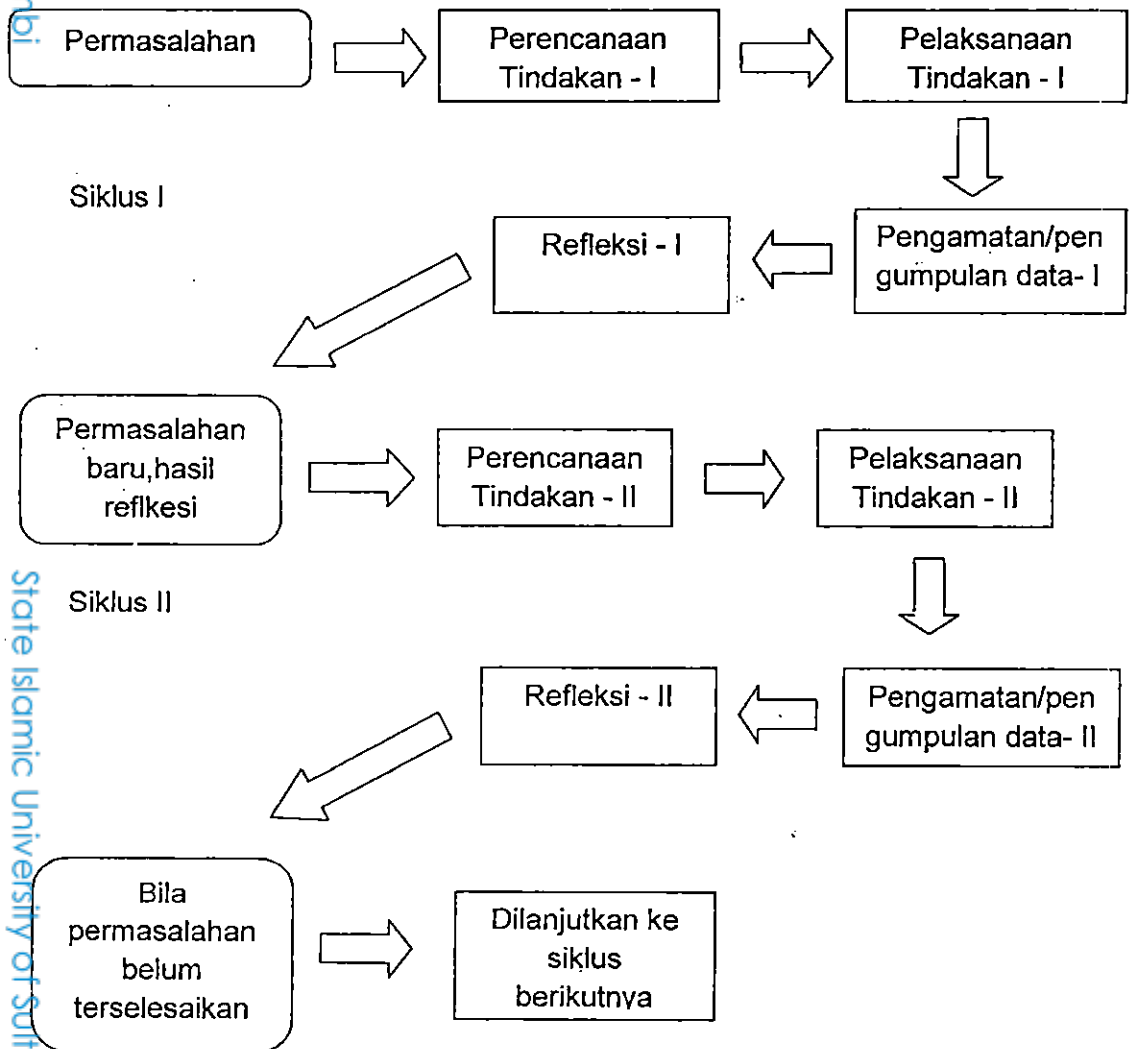 Permasalahan
Perencanaan
Tindakan - I
Pelaksanaan
Tindakan - I
Siklus I
Pengamatan/pen
gumpulan data- I
Refleksi - I
Permasalahan
baru,hasil
reflkesi
Perencanaan
Tindakan - II
Pelaksanaan
Tindakan - II
Siklus II
Pengamatan/pen
gumpulan data- II
Refleksi - II
Bila
permasalahan
belum
terselesaikan
Dilanjutkan ke
siklus
berikutnya
State Islamic University of